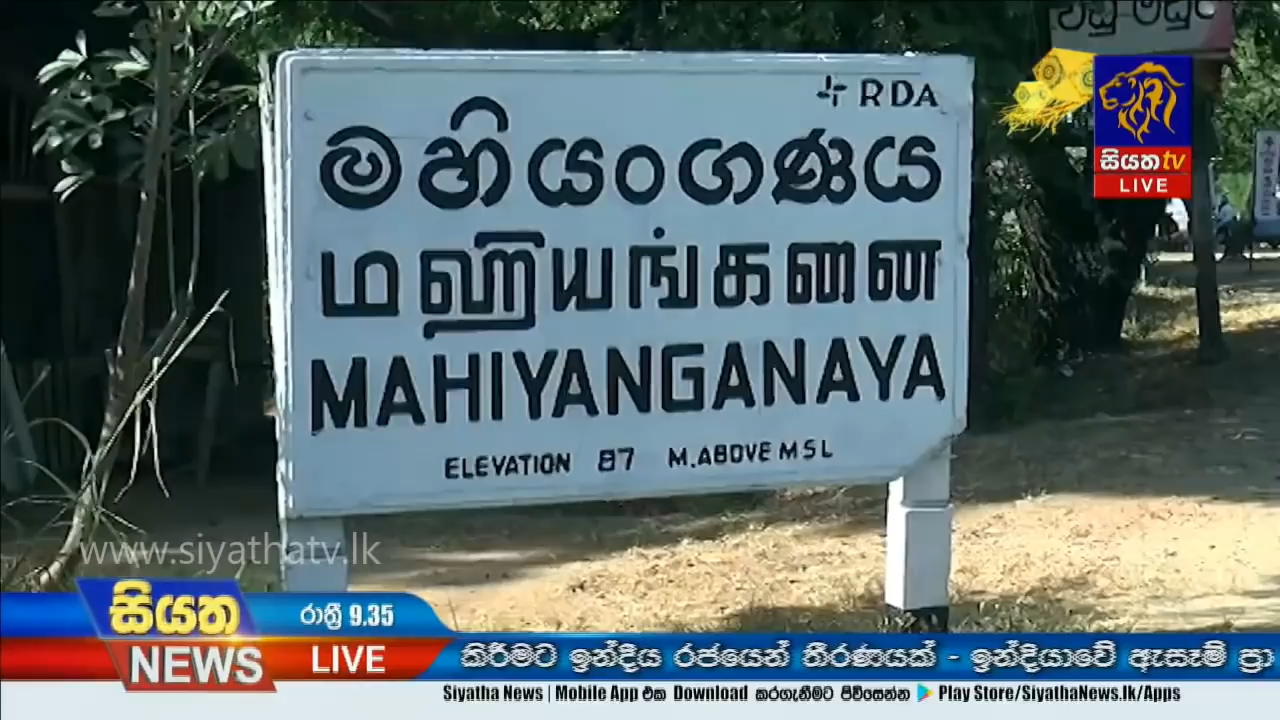 RDA
මහියංගණය
மஹியங்கனை
MAHIYANGANAYA
ELEVATION 87 M.ABOVE MSL
සියත tv
LIVE
www.siyathatv.lk
සියත
NEWS
රාත්‍රී 9.35
LIVE
කිරීමට ඉන්දිය රජයෙන් තීරණයක් - ඉන්දියාවේ ඇසෑම් ප්‍රා
Siyatha News | Mobile App එක Download කරගැනීමට පිවිසෙන්න Play Store/SiyathaNews.lk/Apps